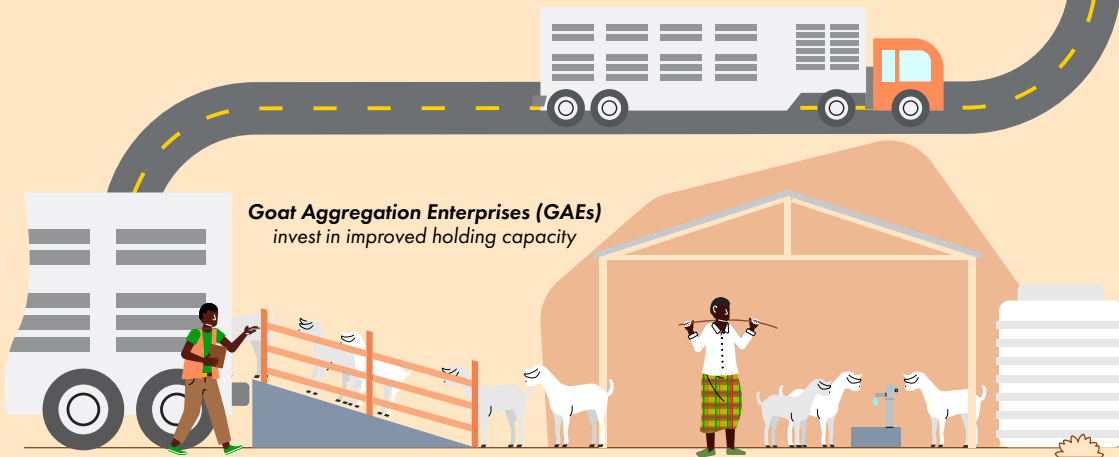 Goat Aggregation Enterprises (GAEs)
invest in improved holding capacity